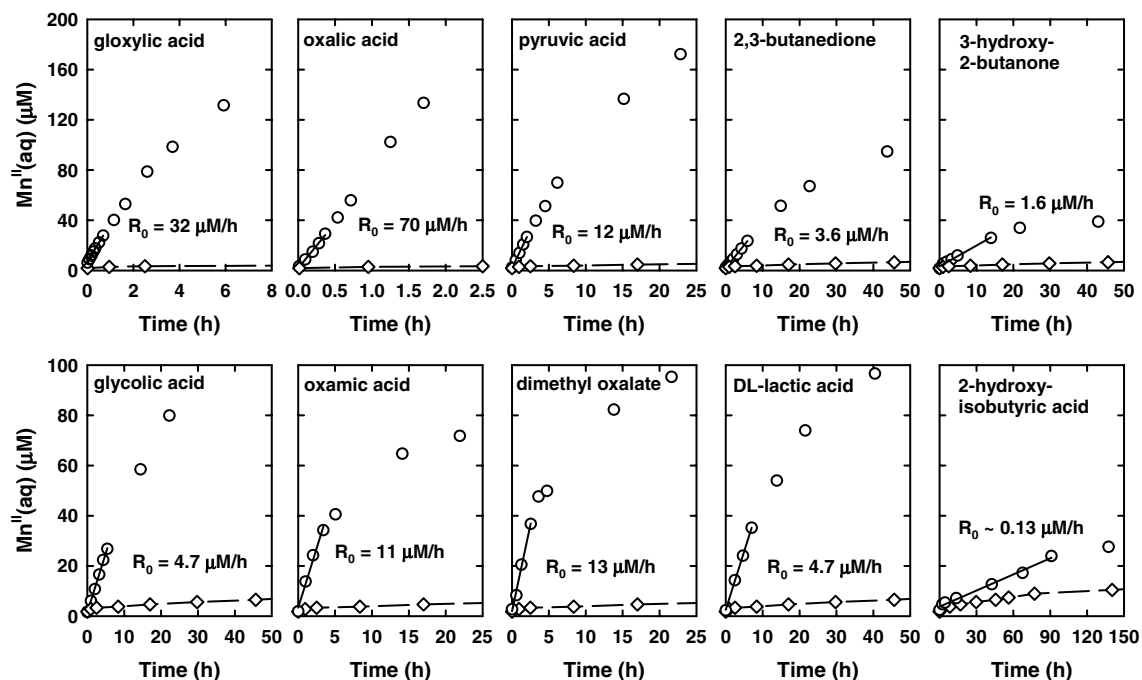 200
160
120
80
40
0
Mn^II(aq) (μM)
gloxylic acid
R₀ = 32 μM/h
0 2 4 6 8
Time (h)
oxalic acid
R₀ = 70 μM/h
0.0 0.5 1.0 1.5 2.0 2.5
Time (h)
pyruvic acid
R₀ = 12 μM/h
0 5 10 15 20 25
Time (h)
2,3-butanedione
R₀ = 3.6 μM/h
0 10 20 30 40 50
Time (h)
3-hydroxy-
2-butanone
R₀ = 1.6 μM/h
0 10 20 30 40 50
Time (h)
100
80
60
40
20
0
Mn^II(aq) (μM)
glycolic acid
R₀ = 4.7 μM/h
0 10 20 30 40 50
Time (h)
oxamic acid
R₀ = 11 μM/h
0 5 10 15 20 25
Time (h)
dimethyl oxalate
R₀ = 13 μM/h
0 5 10 15 20 25
Time (h)
DL-lactic acid
R₀ = 4.7 μM/h
0 10 20 30 40 50
Time (h)
2-hydroxy-
isobutyric acid
R₀ ~ 0.13 μM/h
0 30 60 90 120 150
Time (h)